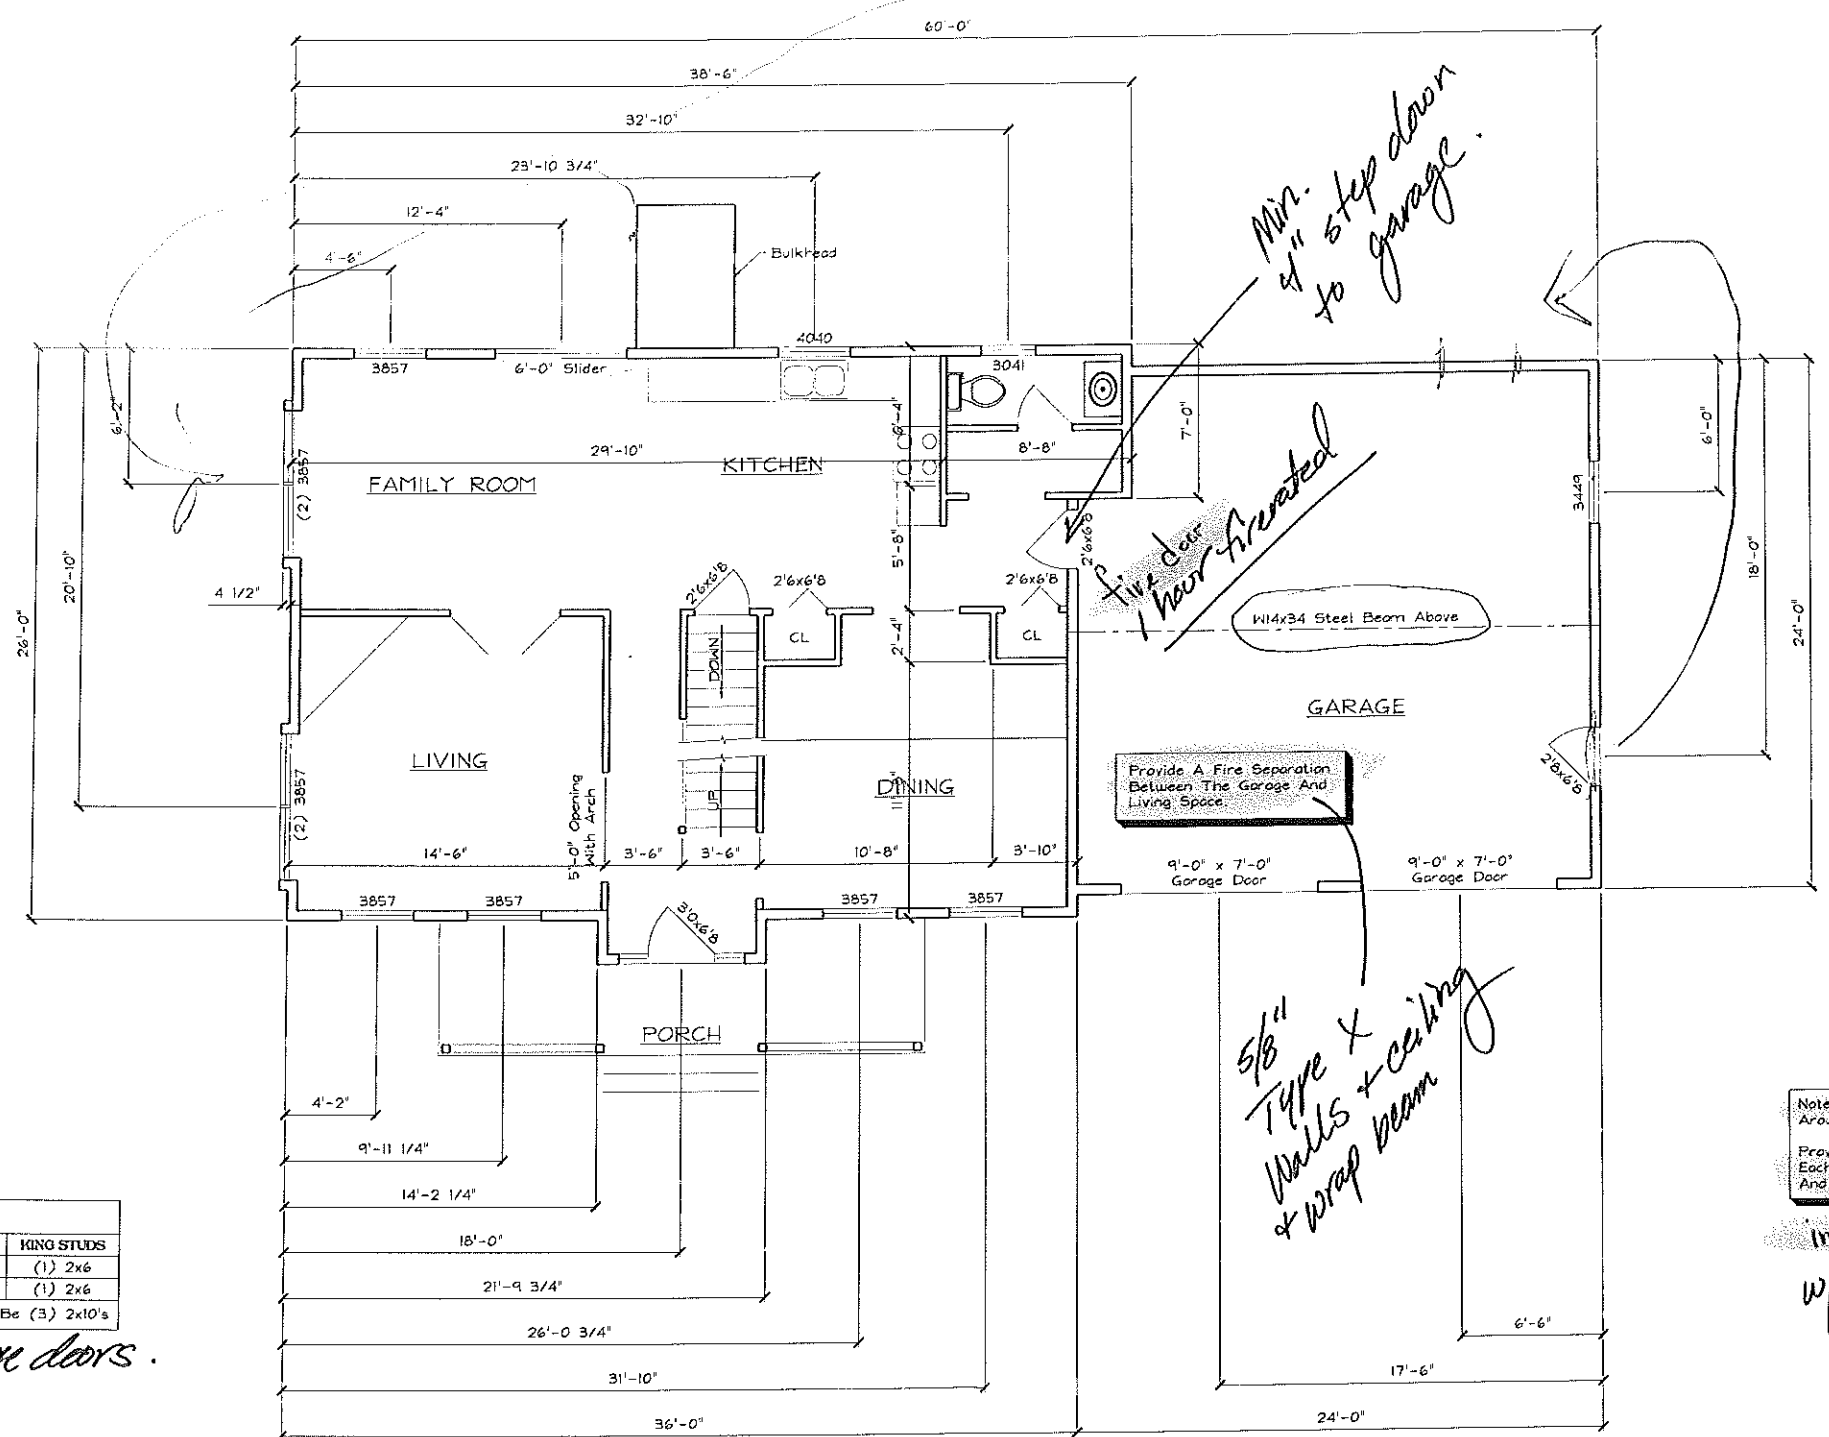 60'-0"
38'-6"
32'-10"
23'-10 3/4"
12'-4"
4'-6"
Bulkhead
Min.
4" step down
to garage.
4040
3857
6'-0" Slider
3041
6'-2"
6'-4"
7'-0"
6'-0"
29'-10"
8'-8"
KITCHEN
FAMILY ROOM
(2) 3857
3449
fire door
1 hour firerated
2'6x6'8
5'-8"
20'-10"
18'-0"
4 1/2"
2'6x6'8
2'6x6'8
2'6x6'8
26'-0"
24'-0"
W14x34 Steel Beam Above
CL
CL
DOWN
2'-4"
GARAGE
LIVING
Provide A Fire Separation
Between The Garage And
Living Space.
2'8x6'8
DINING
UP
(2) 3857
5'-0" Opening
With Arch
14'-6"
3'-6"
3'-6"
10'-8"
3'-10"
9'-0" x 7'-0"
Garage Door
9'-0" x 7'-0"
Garage Door
3857
3857
3857
3857
3'0x6'8
PORCH
5/8"
Type X
Walls + ceiling
+ wrap beam
4'-2"
9'-11 1/4"
14'-2 1/4"
18'-0"
21'-9 3/4"
26'-0 3/4"
31'-10"
36'-0"
6'-6"
17'-6"
24'-0"
KING STUDS
(1) 2x6
(1) 2x6
Be (3) 2x10's
doors.
Note
Prov
Each
And